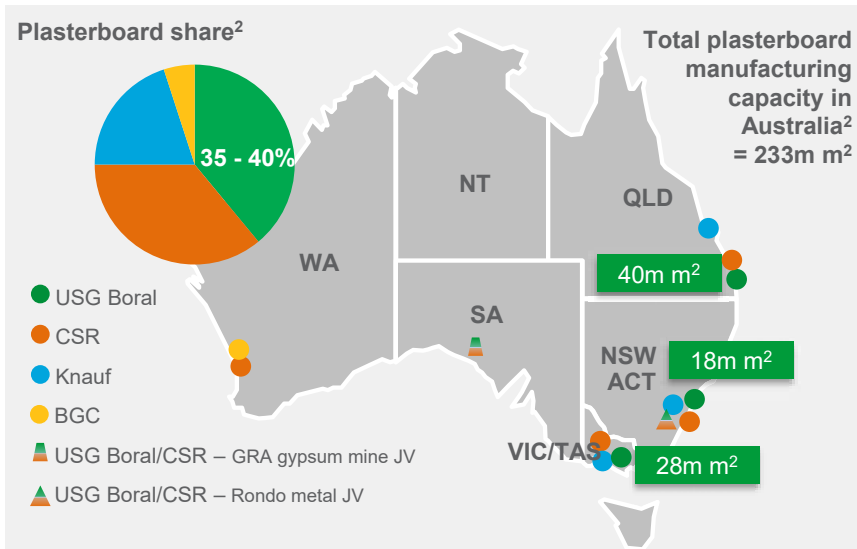 Plasterboard share²
Total plasterboard
manufacturing
capacity in
Australia²
= 233m m²
35 - 40%
NT
QLD
WA
40m m²
SA
USG Boral
CSR
Knauf
BGC
USG Boral/CSR – GRA gypsum mine JV
USG Boral/CSR – Rondo metal JV
NSW
ACT
18m m²
VIC/TAS
28m m²